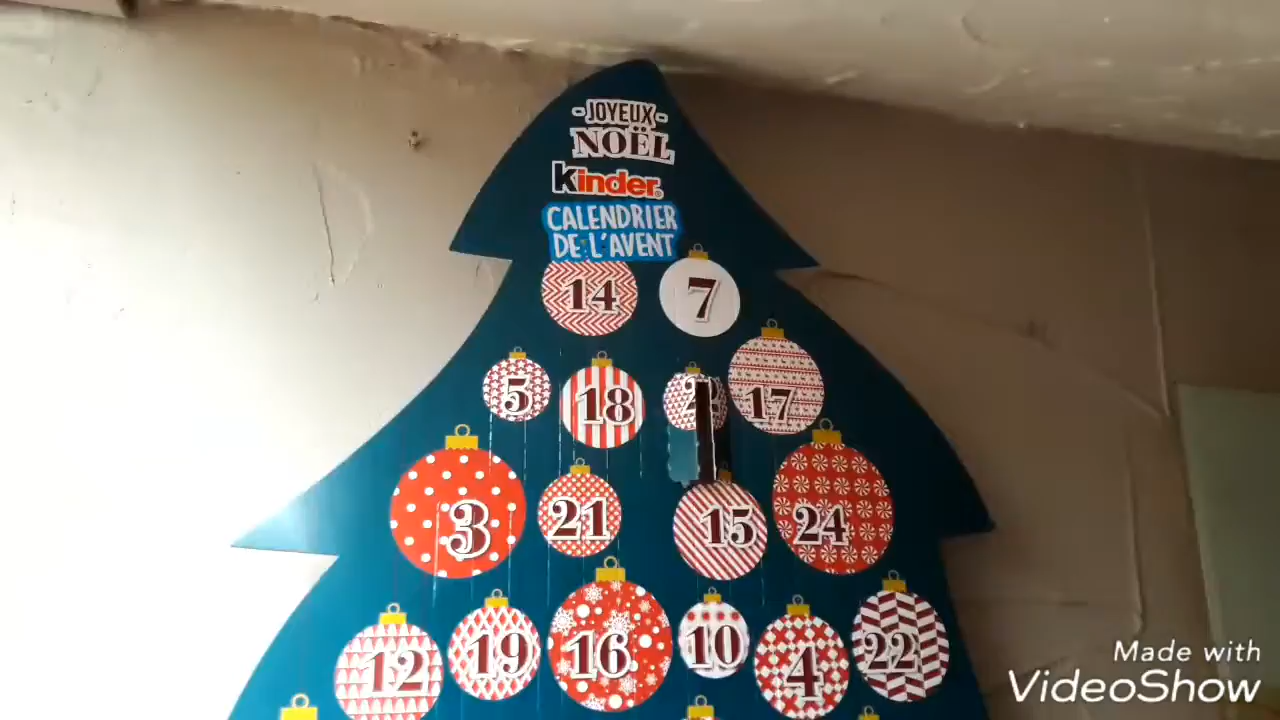 -JOYEUX-
NOËL
Kinder
CALENDRIER
DE L'AVENT
14 7
5 18 17
3 21 15 24
12 19 16 10 4 22
Made with
VideoShow